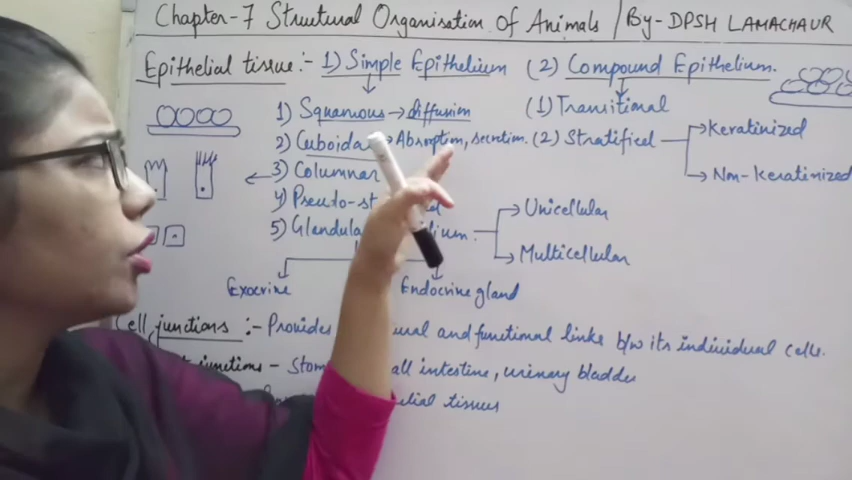 Chapter-7 Structural Organisation of Animals / By- DPSH LAMACHAUR
Epithelial tissue:- 1) Simple Epithelium (2) Compound Epithelium.
1) Squamous → diffusion (1) Transitional
2) Cuboida → Absorption, secretion. (2) Stratified → Keratinized
3) Columnar → Non-Keratinized
4) Pseudo-st
5) Glandula → Unicellular
→ Multicellular
Exocrine Endocrine gland
Cell junctions :- Provides and functional links b/w its individual cells.
junctions - Stom all intestine, urinary bladder
tissues